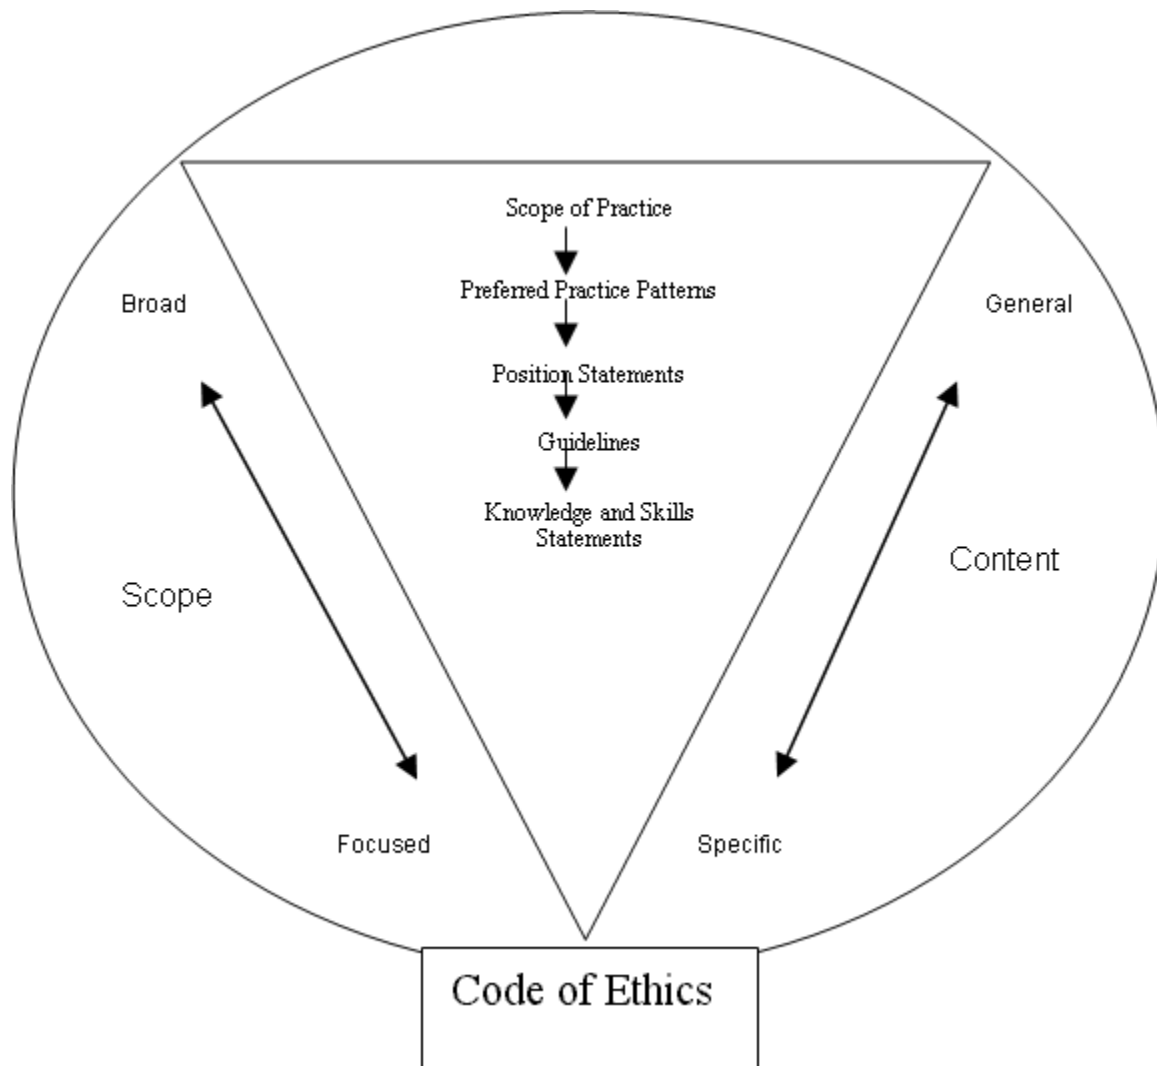 Scope of Practice
Preferred Practice Patterns
Broad
General
Position Statements
Guidelines
Knowledge and Skills
Statements
Content
Scope
Focused
Specific
Code of Ethics